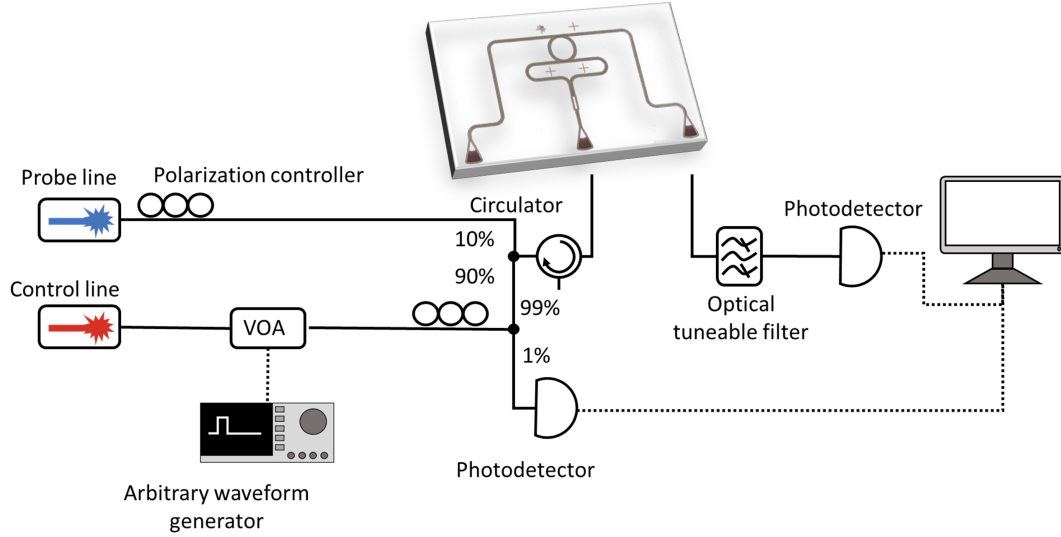 Probe line
Polarization controller
Circulator
Photodetector
10%
90%
Control line
99%
Optical
tuneable filter
VOA
1%
Photodetector
Arbitrary waveform
generator